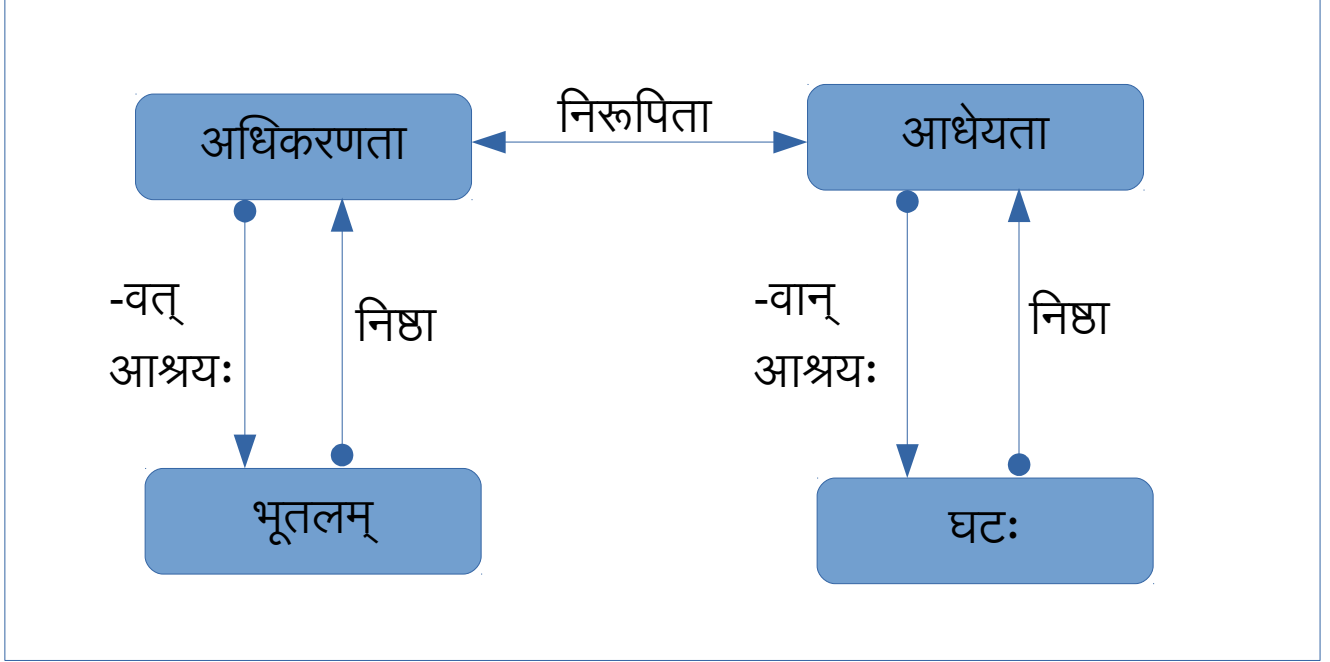 निरूपिता
अधिकरणता
आधेयता
-वत्
आश्रयः
निष्ठा
-वान्
आश्रयः
निष्ठा
भूतलम्
घटः